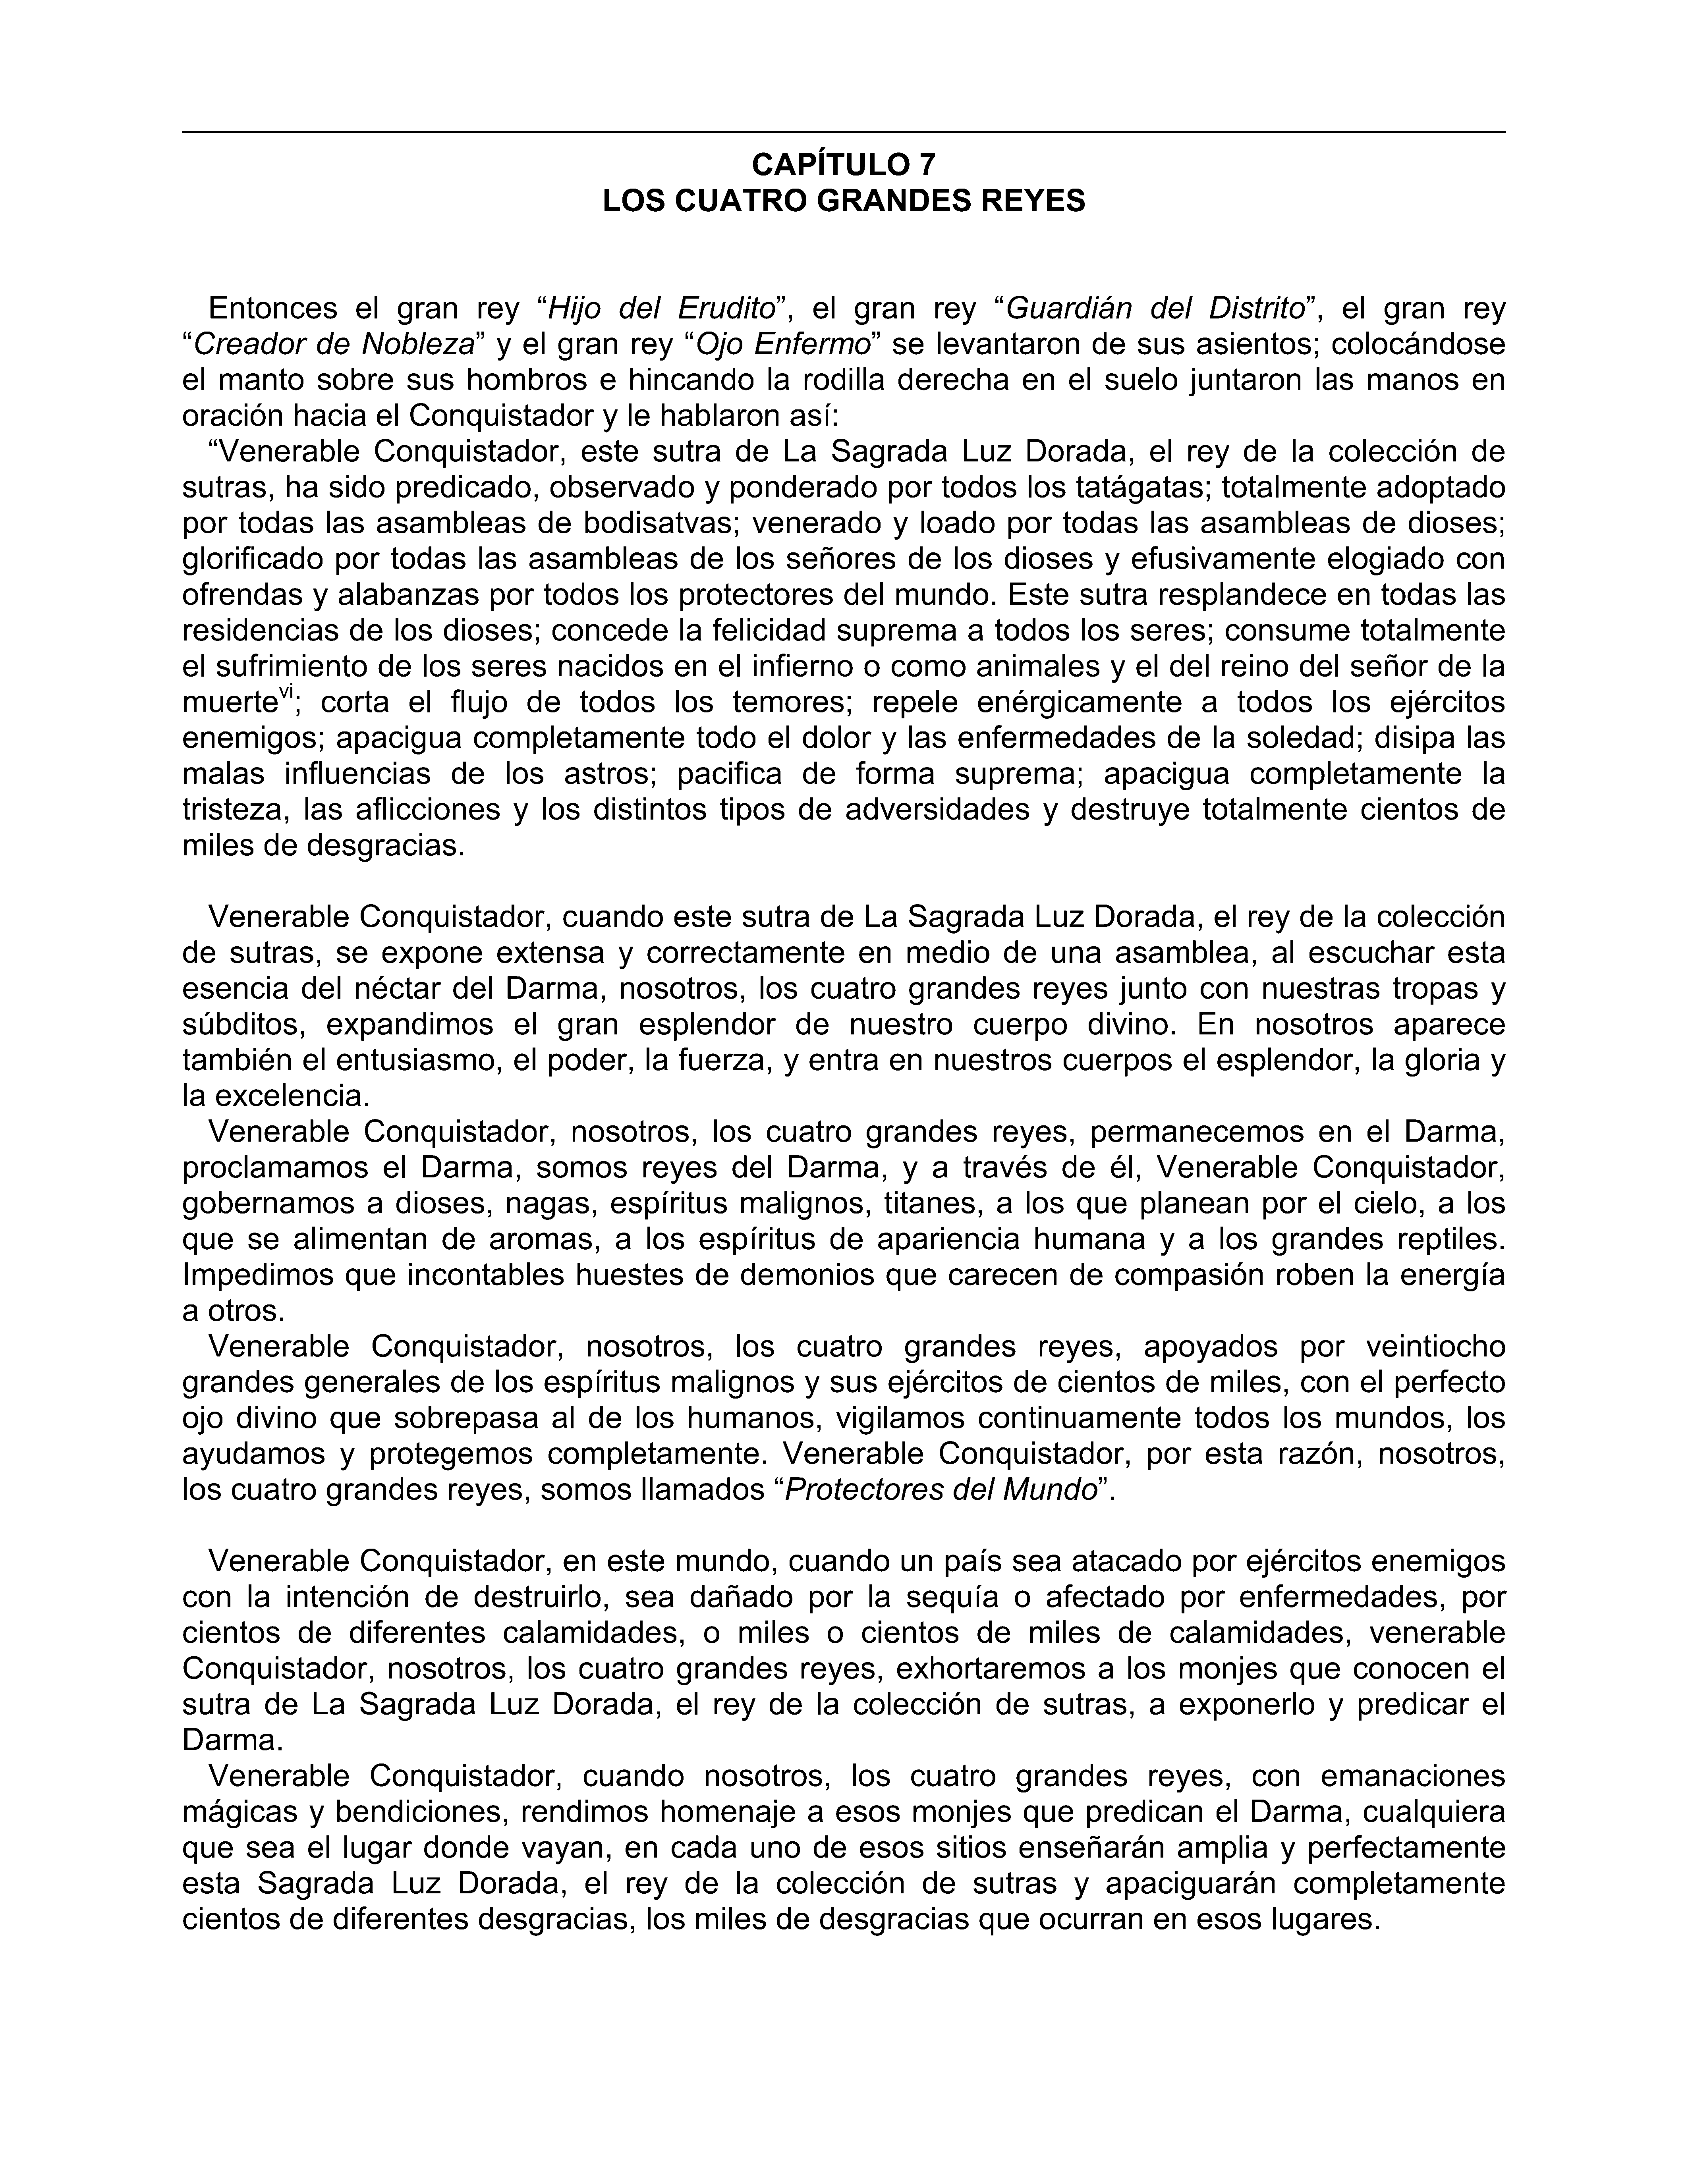 CAPÍTULO 7
LOS CUATRO GRANDES REYES
Entonces el gran rey “Hijo del Erudito”, el gran rey “Guardián del Distrito”, el gran rey
“Creador de Nobleza” y el gran rey “Ojo Enfermo” se levantaron de sus asientos; colocándose
el manto sobre sus hombros e hincando la rodilla derecha en el suelo juntaron las manos en
oración hacia el Conquistador y le hablaron así:
“Venerable Conquistador, este sutra de La Sagrada Luz Dorada, el rey de la colección de
sutras, ha sido predicado, observado y ponderado por todos los tatágatas; totalmente adoptado
por todas las asambleas de bodisatvas; venerado y loado por todas las asambleas de dioses;
glorificado por todas las asambleas de los señores de los dioses y efusivamente elogiado con
ofrendas y alabanzas por todos los protectores del mundo. Este sutra resplandece en todas las
residencias de los dioses; concede la felicidad suprema a todos los seres; consume totalmente
el sufrimiento de los seres nacidos en el infierno o como animales y el del reino del señor de la
muertevi; corta el flujo de todos los temores; repele enérgicamente a todos los ejércitos
enemigos; apacigua completamente todo el dolor y las enfermedades de la soledad; disipa las
malas influencias de los astros; pacifica de forma suprema; apacigua completamente la
tristeza, las aflicciones y los distintos tipos de adversidades y destruye totalmente cientos de
miles de desgracias.
Venerable Conquistador, cuando este sutra de La Sagrada Luz Dorada, el rey de la colección
de sutras, se expone extensa y correctamente en medio de una asamblea, al escuchar esta
esencia del néctar del Darma, nosotros, los cuatro grandes reyes junto con nuestras tropas y
súbditos, expandimos el gran esplendor de nuestro cuerpo divino. En nosotros aparece
también el entusiasmo, el poder, la fuerza, y entra en nuestros cuerpos el esplendor, la gloria y
la excelencia.
Venerable Conquistador, nosotros, los cuatro grandes reyes, permanecemos en el Darma,
proclamamos el Darma, somos reyes del Darma, y a través de él, Venerable Conquistador,
gobernamos a dioses, nagas, espíritus malignos, titanes, a los que planean por el cielo, a los
que se alimentan de aromas, a los espíritus de apariencia humana y a los grandes reptiles.
Impedimos que incontables huestes de demonios que carecen de compasión roben la energía
a otros.
Venerable Conquistador, nosotros, los cuatro grandes reyes, apoyados por veintiocho
grandes generales de los espíritus malignos y sus ejércitos de cientos de miles, con el perfecto
ojo divino que sobrepasa al de los humanos, vigilamos continuamente todos los mundos, los
ayudamos y protegemos completamente. Venerable Conquistador, por esta razón, nosotros,
los cuatro grandes reyes, somos llamados “Protectores del Mundo”.
Venerable Conquistador, en este mundo, cuando un país sea atacado por ejércitos enemigos
con la intención de destruirlo, sea dañado por la sequía o afectado por enfermedades, por
cientos de diferentes calamidades, o miles o cientos de miles de calamidades, venerable
Conquistador, nosotros, los cuatro grandes reyes, exhortaremos a los monjes que conocen el
sutra de La Sagrada Luz Dorada, el rey de la colección de sutras, a exponerlo y predicar el
Darma.
Venerable Conquistador, cuando nosotros, los cuatro grandes reyes, con emanaciones
mágicas y bendiciones, rendimos homenaje a esos monjes que predican el Darma, cualquiera
que sea el lugar donde vayan, en cada uno de esos sitios enseñarán amplia y perfectamente
esta Sagrada Luz Dorada, el rey de la colección de sutras y apaciguarán completamente
cientos de diferentes desgracias, los miles de desgracias que ocurran en esos lugares.